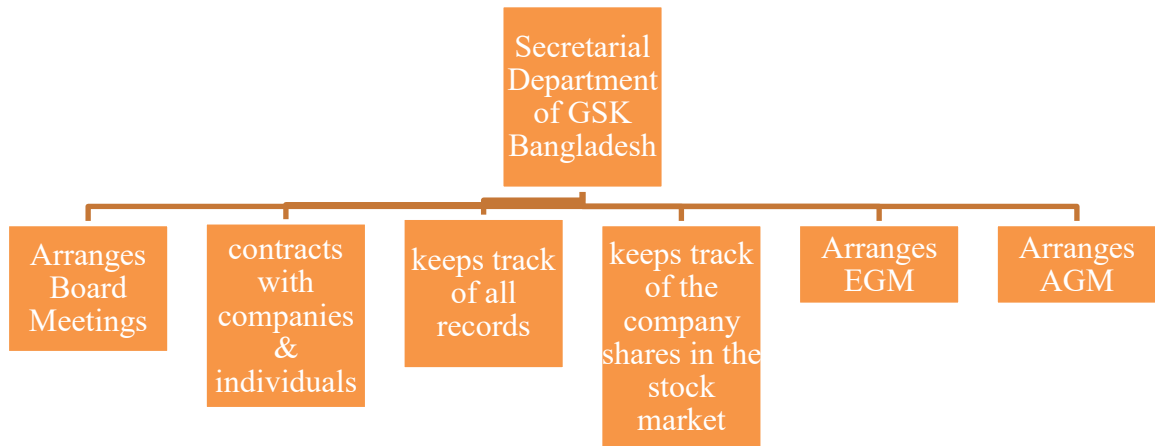 Secretarial
Department
of GSK
Bangladesh
Arranges
Board
Meetings
contracts
with
companies
&
individuals
keeps track
of all
records
keeps track
of the
company
shares in the
stock
market
Arranges
EGM
Arranges
AGM